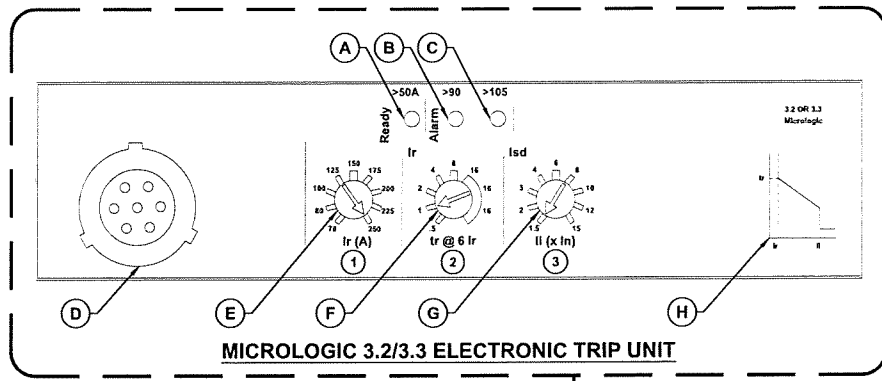 A B C
>50A >90 >105
Ready Alarm
3.2 OR 3.3
Micrologic
Ir Isd
125 150 175
100 200
80 225
78 250
Ir (A)
1
4 8 16
2 16
1 16
.5
tr @ 6 Ir
2
4 6 8
3 10
2 12
1.5 15
Ii (x In)
3
tr
Ir Ii
D E F G H
MICROLOGIC 3.2/3.3 ELECTRONIC TRIP UNIT